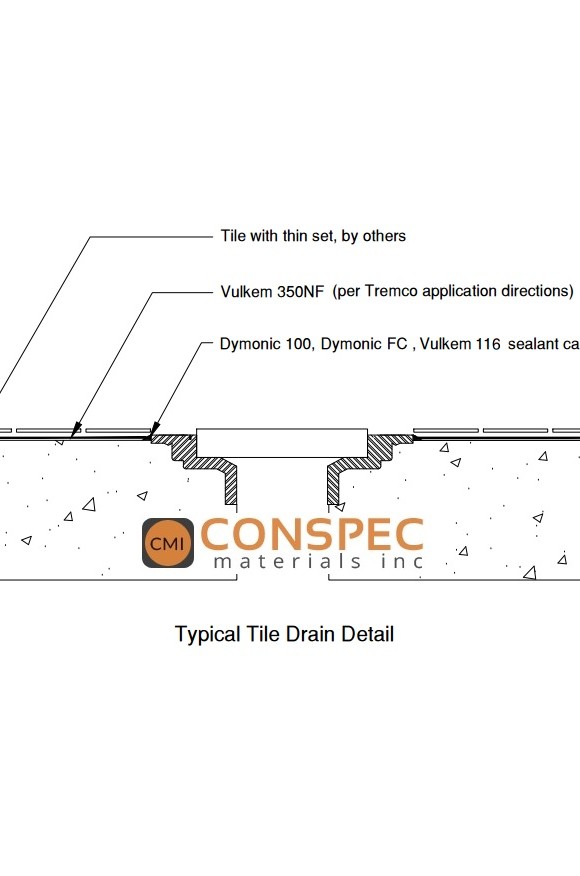 Tile with thin set, by others
Vulkem 350NF (per Tremco application directions)
Dymonic 100, Dymonic FC , Vulkem 116 sealant ca
CMI
CONSPEC
materials inc
Typical Tile Drain Detail